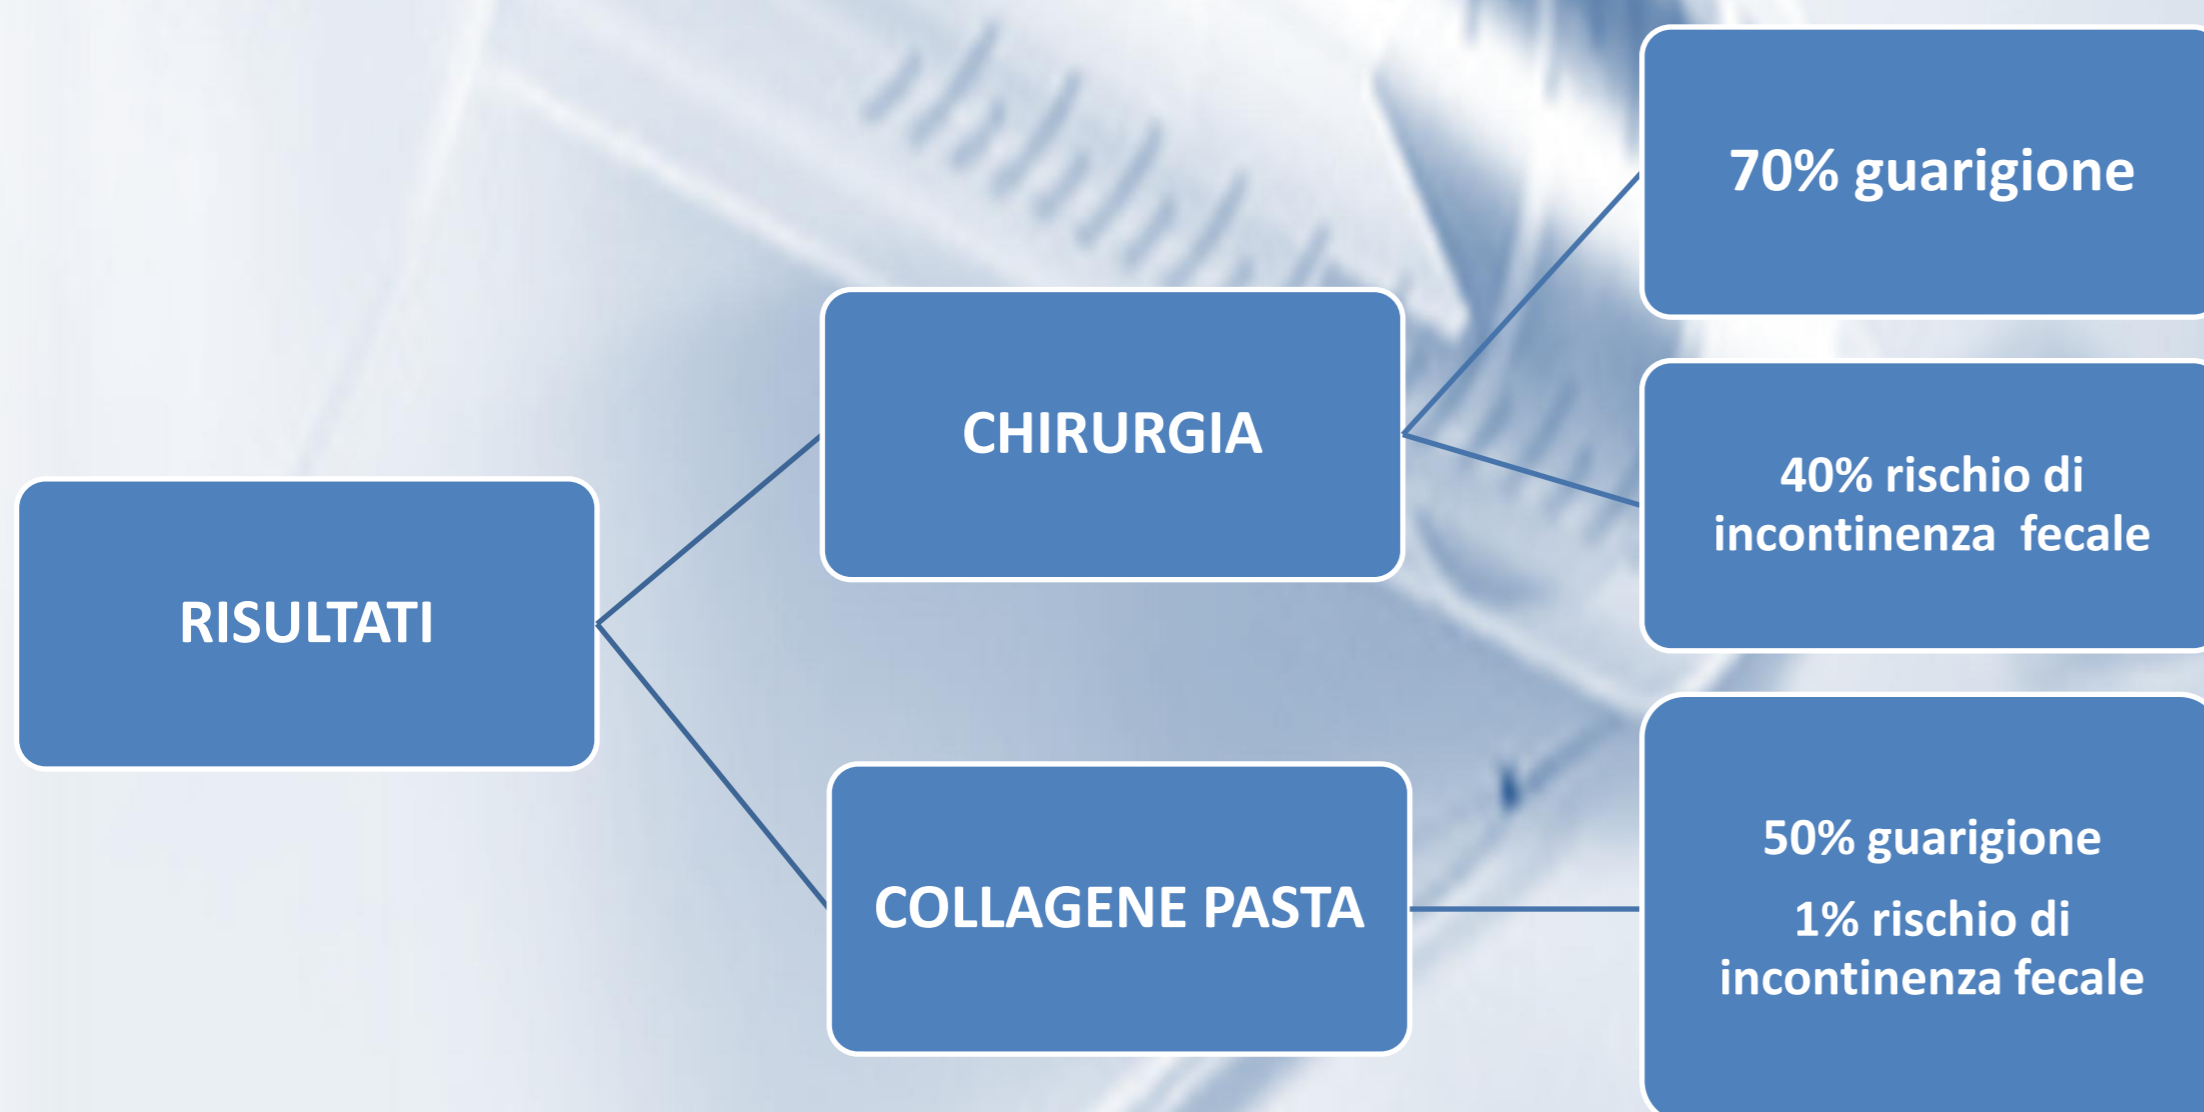 RISULTATI
CHIRURGIA
70% guarigione
40% rischio di
incontinenza fecale
COLLAGENE PASTA
50% guarigione
1% rischio di
incontinenza fecale